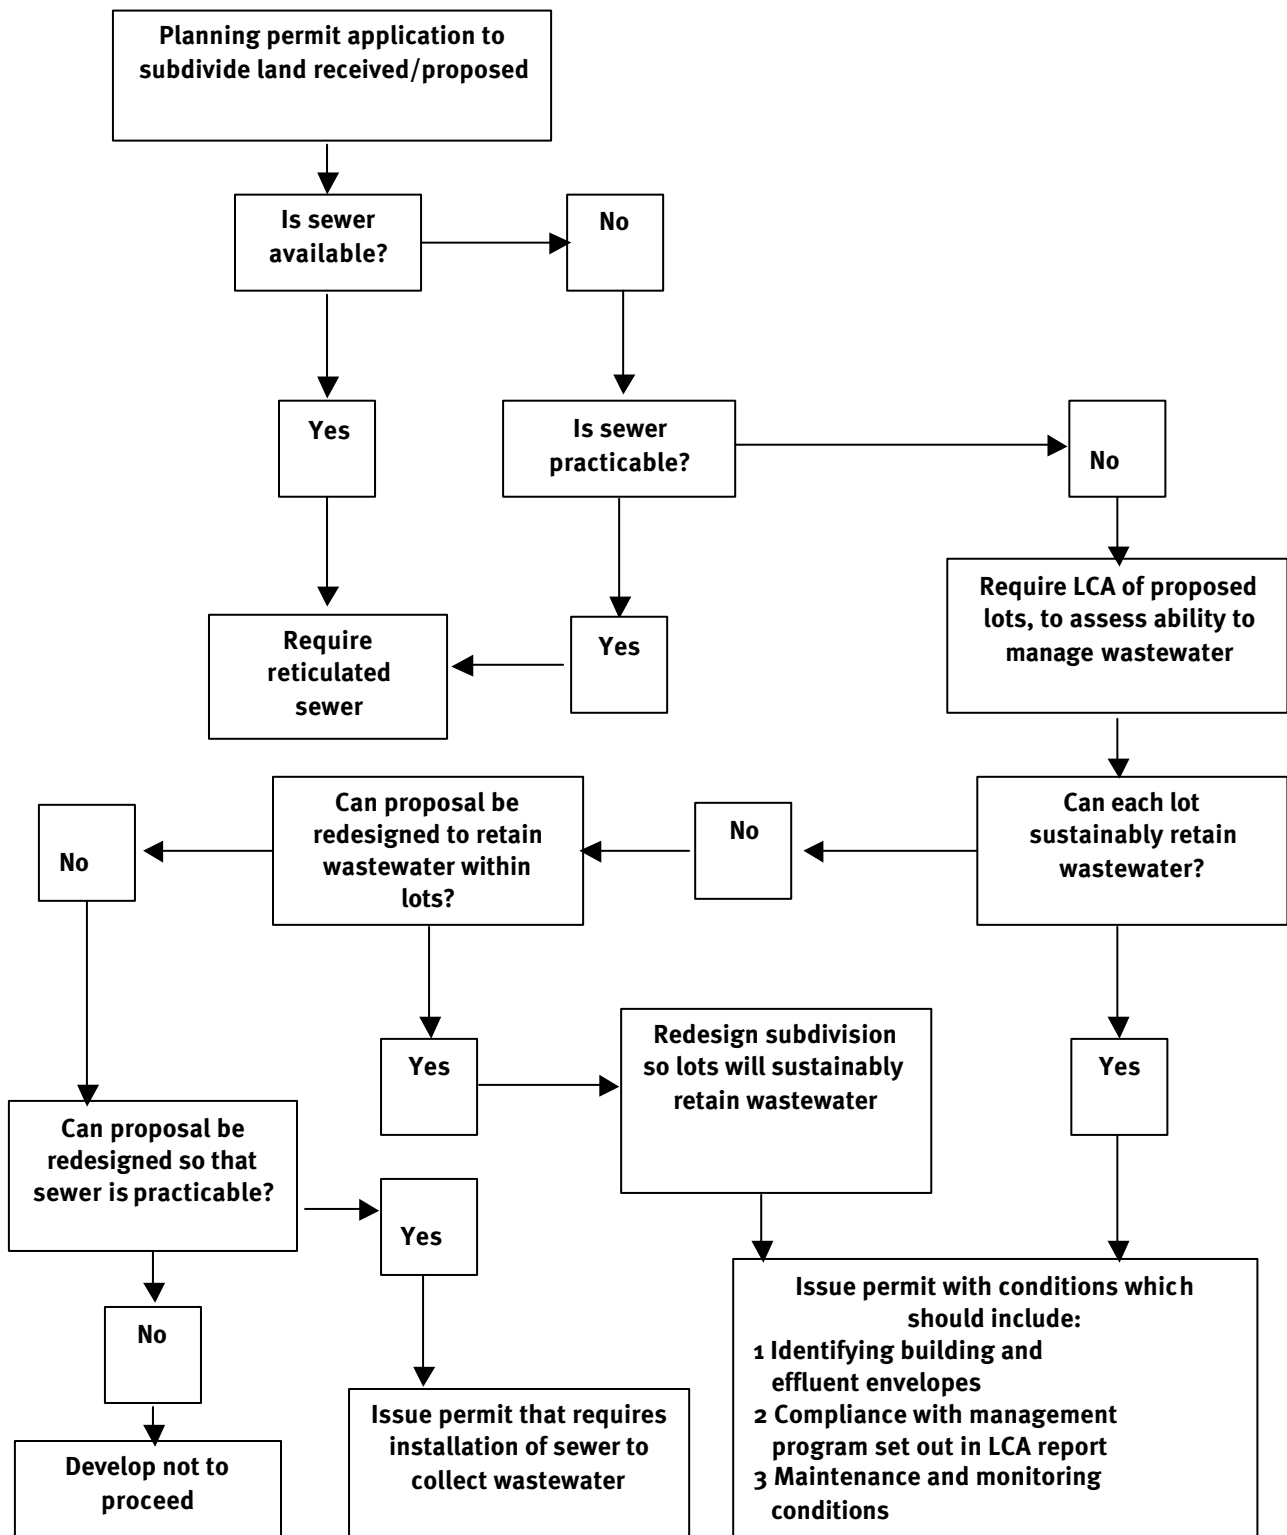 Planning permit application to
subdivide land received/proposed
Is sewer
available?
No
Yes
Is sewer
practicable?
No
Require
reticulated
sewer
Yes
Require LCA of proposed
lots, to assess ability to
manage wastewater
No
Can proposal be
redesigned to retain
wastewater within
lots?
No
Can each lot
sustainably retain
wastewater?
Yes
Redesign subdivision
so lots will sustainably
retain wastewater
Yes
Can proposal be
redesigned so that
sewer is practicable?
Yes
No
Develop not to
proceed
Issue permit that requires
installation of sewer to
collect wastewater
Issue permit with conditions which
should include:
1 Identifying building and
effluent envelopes
2 Compliance with management
program set out in LCA report
3 Maintenance and monitoring
conditions